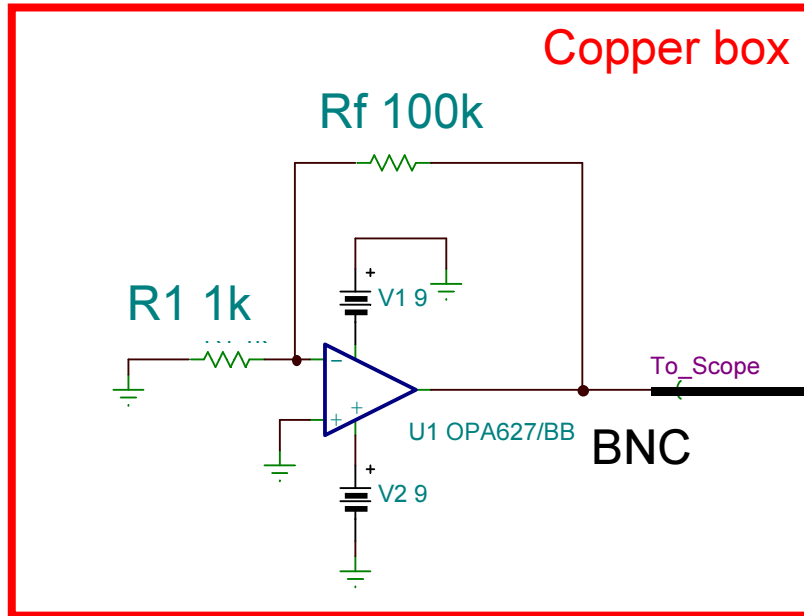 Copper box
Rf 100k
+
V1 9
R1 1k
To_Scope
U1 OPA627/BB
BNC
+
V2 9